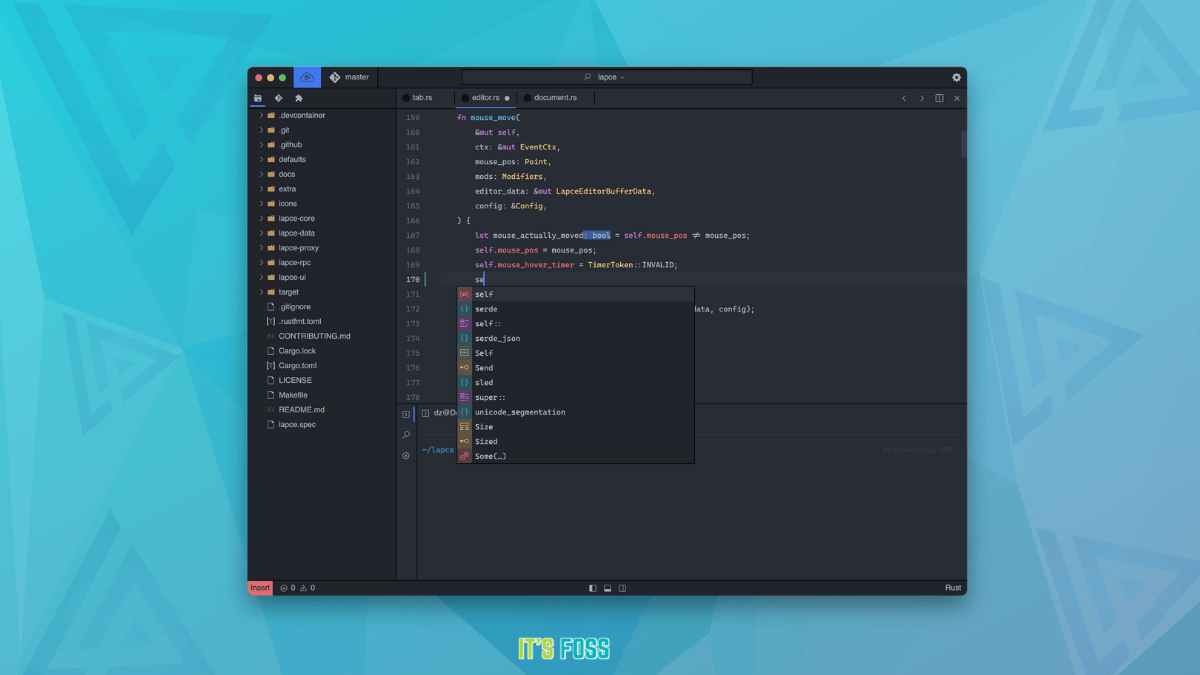 master
lapce
tab.rs
editor.rs
document.rs
.devcontainer
.git
.github
defaults
docs
extra
icons
lapce-core
lapce-data
lapce-proxy
lapce-rpc
lapce-ui
target
.gitignore
[T] .rustfmt.toml
CONTRIBUTING.md
Cargo.lock
[T] Cargo.toml
LICENSE
Makefile
README.md
lapce.spec
159 fn mouse_move(
160 &mut self,
161 ctx: &mut EventCtx,
162 mouse_pos: Point,
163 mods: Modifiers,
164 editor_data: &mut LapceEditorBufferData,
165 config: &Config,
166 ) {
167 let mouse_actually_moved: bool = self.mouse_pos ≠ mouse_pos;
168 self.mouse_pos = mouse_pos;
169 self.mouse_hover_timer = TimerToken::INVALID;
170 se
171
172 data, config);
173
174
175
176
177
178
self
serde
self::
serde_json
Self
Send
sled
super::
unicode_segmentation
Size
Sized
Some(…)
~/lapce
Insert 0 0
Rust
IT'S FOSS